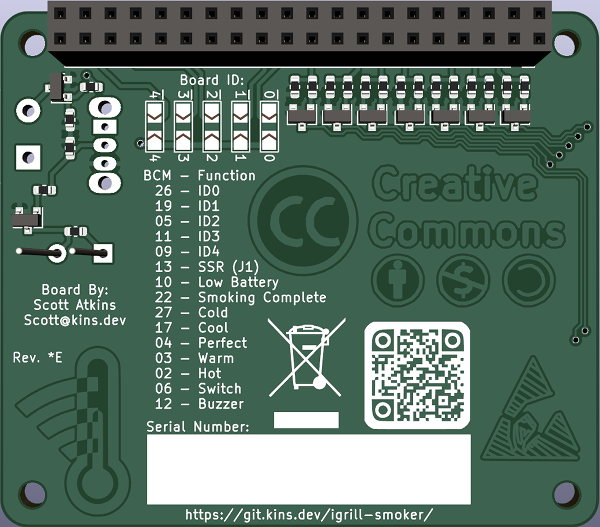 Board ID:
4 3 2 1 0
4 3 2 1 0
BCM – Function
26 – ID0
19 – ID1
05 – ID2
11 – ID3
09 – ID4
13 – SSR (J1)
10 – Low Battery
22 – Smoking Complete
27 – Cold
17 – Cool
04 – Perfect
03 – Warm
02 – Hot
06 – Switch
12 – Buzzer
Creative
Commons
CC
$
Board By:
Scott Atkins
Scott@kins.dev
Rev. *E
Serial Number:
https://git.kins.dev/igrill-smoker/